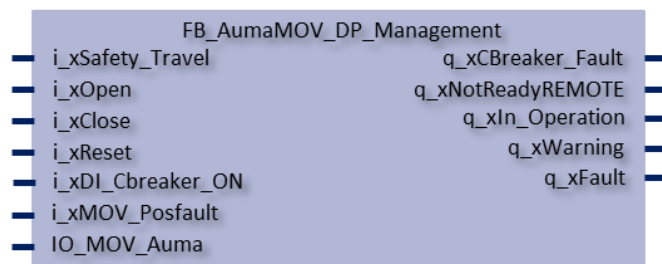 FB_AumaMOV_DP_Management
i_xSafety_Travel q_xCBreaker_Fault
i_xOpen q_xNotReadyREMOTE
i_xClose q_xIn_Operation
i_xReset q_xWarning
i_xDI_Cbreaker_ON q_xFault
i_xMOV_Posfault
IO_MOV_Auma